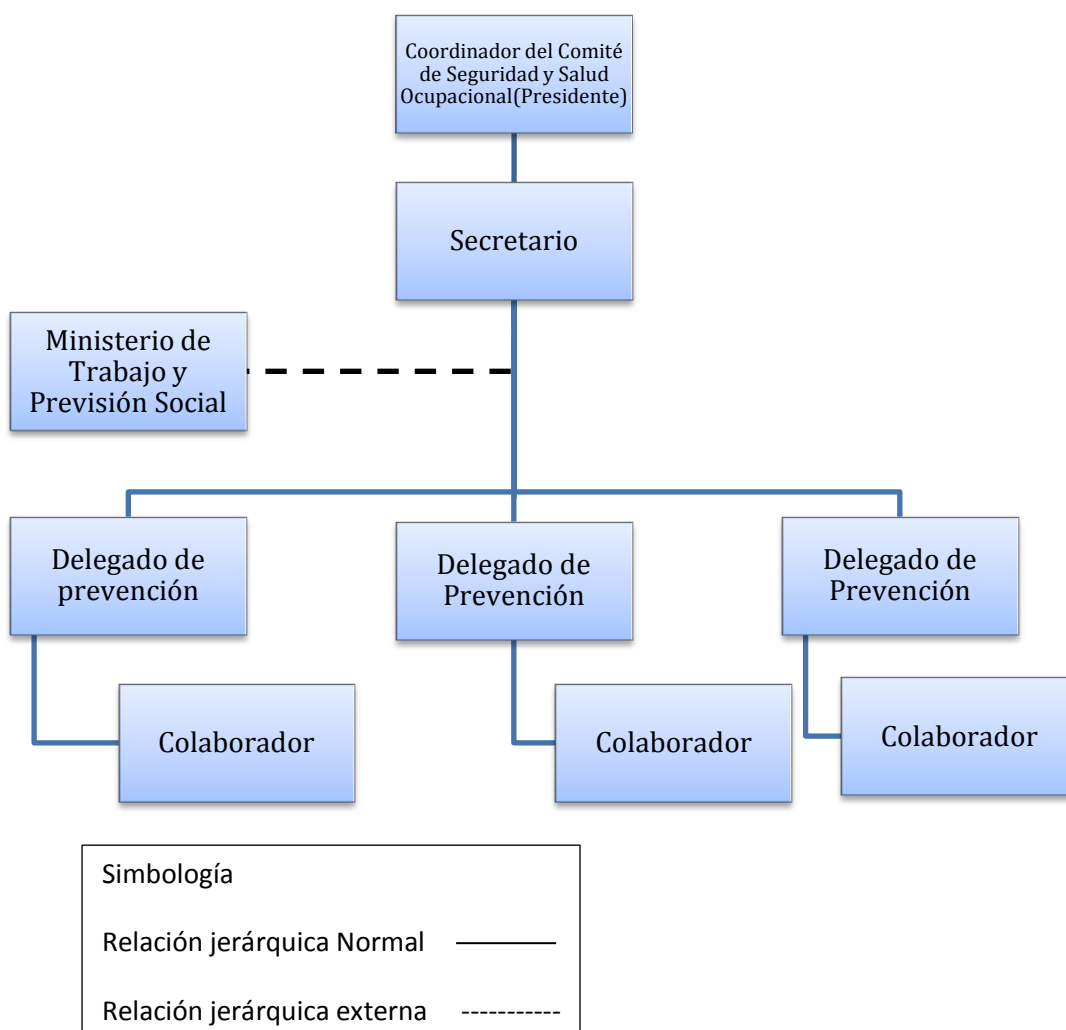 Coordinador del Comité
de Seguridad y Salud
Ocupacional(Presidente)
Secretario
Ministerio de
Trabajo y
Previsión Social
Delegado de
prevención
Delegado de
Prevención
Delegado de
Prevención
Colaborador
Colaborador
Colaborador
Simbología
Relación jerárquica Normal
Relación jerárquica externa